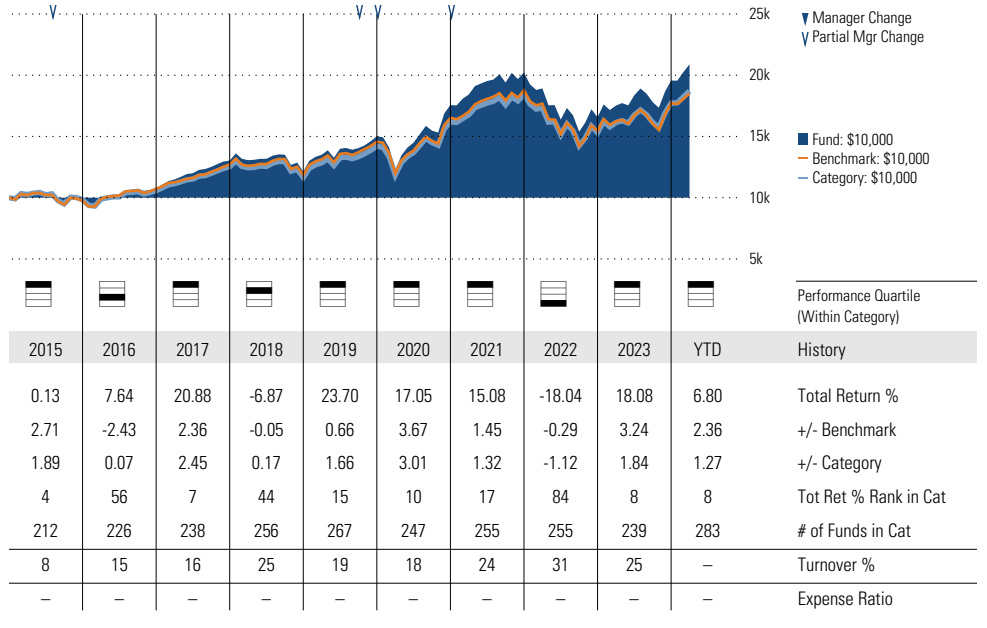 25k
Manager Change
Partial Mgr Change
20k
15k
Fund: $10,000
Benchmark: $10,000
Category: $10,000
10k
5k
Performance Quartile
(Within Category)
2015 2016 2017 2018 2019 2020 2021 2022 2023 YTD History
0.13 7.64 20.88 -6.87 23.70 17.05 15.08 -18.04 18.08 6.80 Total Return %
2.71 -2.43 2.36 -0.05 0.66 3.67 1.45 -0.29 3.24 2.36 +/- Benchmark
1.89 0.07 2.45 0.17 1.66 3.01 1.32 -1.12 1.84 1.27 +/- Category
4 56 7 44 15 10 17 84 8 8 Tot Ret % Rank in Cat
212 226 238 256 267 247 255 255 239 283 # of Funds in Cat
8 15 16 25 19 18 24 31 25 – Turnover %
– – – – – – – – – – Expense Ratio